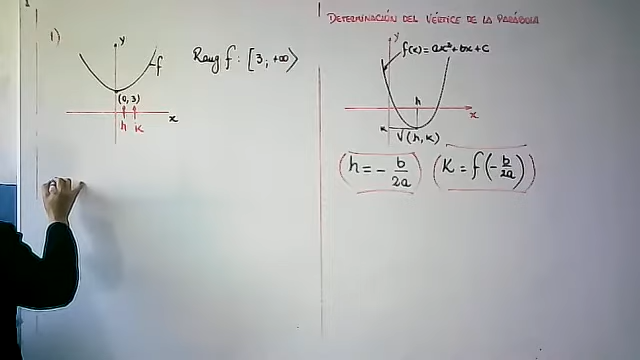 1)
y
f
(0, 3)
h k
x
Rang f : [3, +∞⟩
DETERMINACIÓN DEL VÉRTICE DE LA PARÁBOLA
y
f(x)=ax²+bx+c
h
x
K
V(h, K)
(h = - b/2a) (K = f(-b/2a))